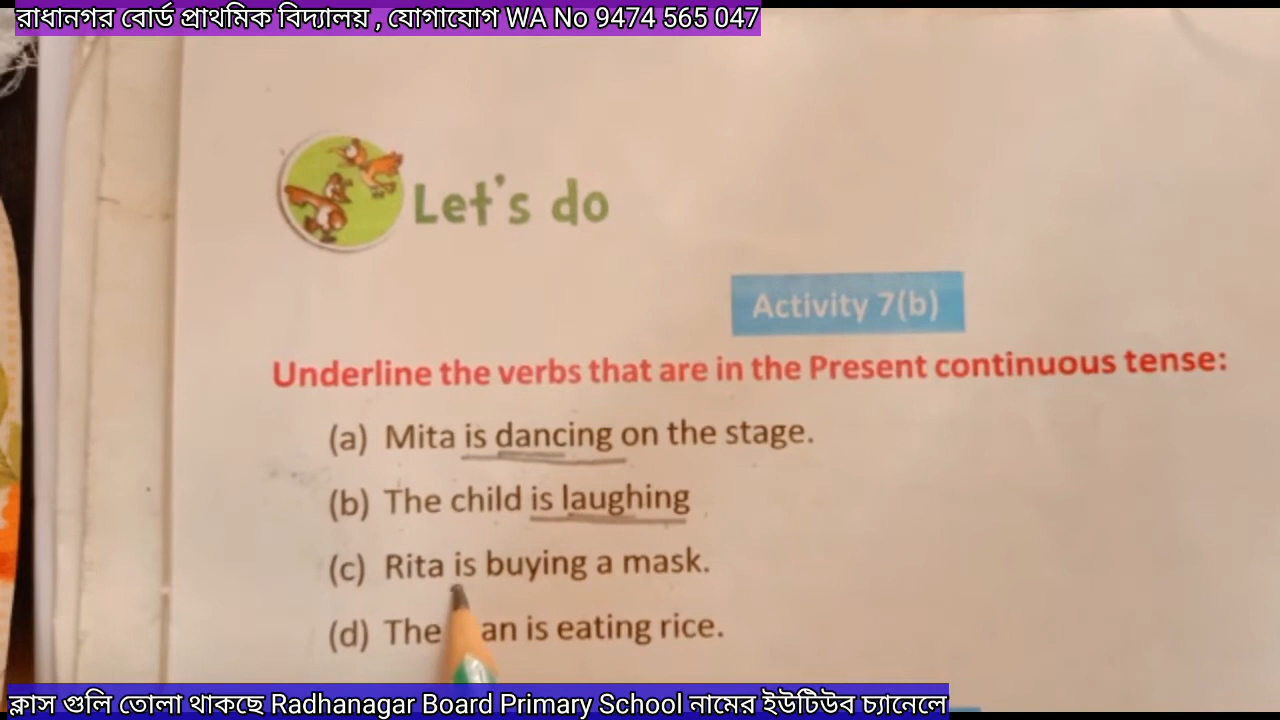 রাধানগর বোর্ড প্রাথমিক বিদ্যালয় , যোগাযোগ WA No 9474 565 047
Let's do
Activity 7(b)
Underline the verbs that are in the Present continuous tense:
(a) Mita is dancing on the stage.
(b) The child is laughing
(c) Rita is buying a mask.
(d) The an is eating rice.
ক্লাস গুলি তোলা থাকছে Radhanagar Board Primary School নামের ইউটিউব চ্যানেলে